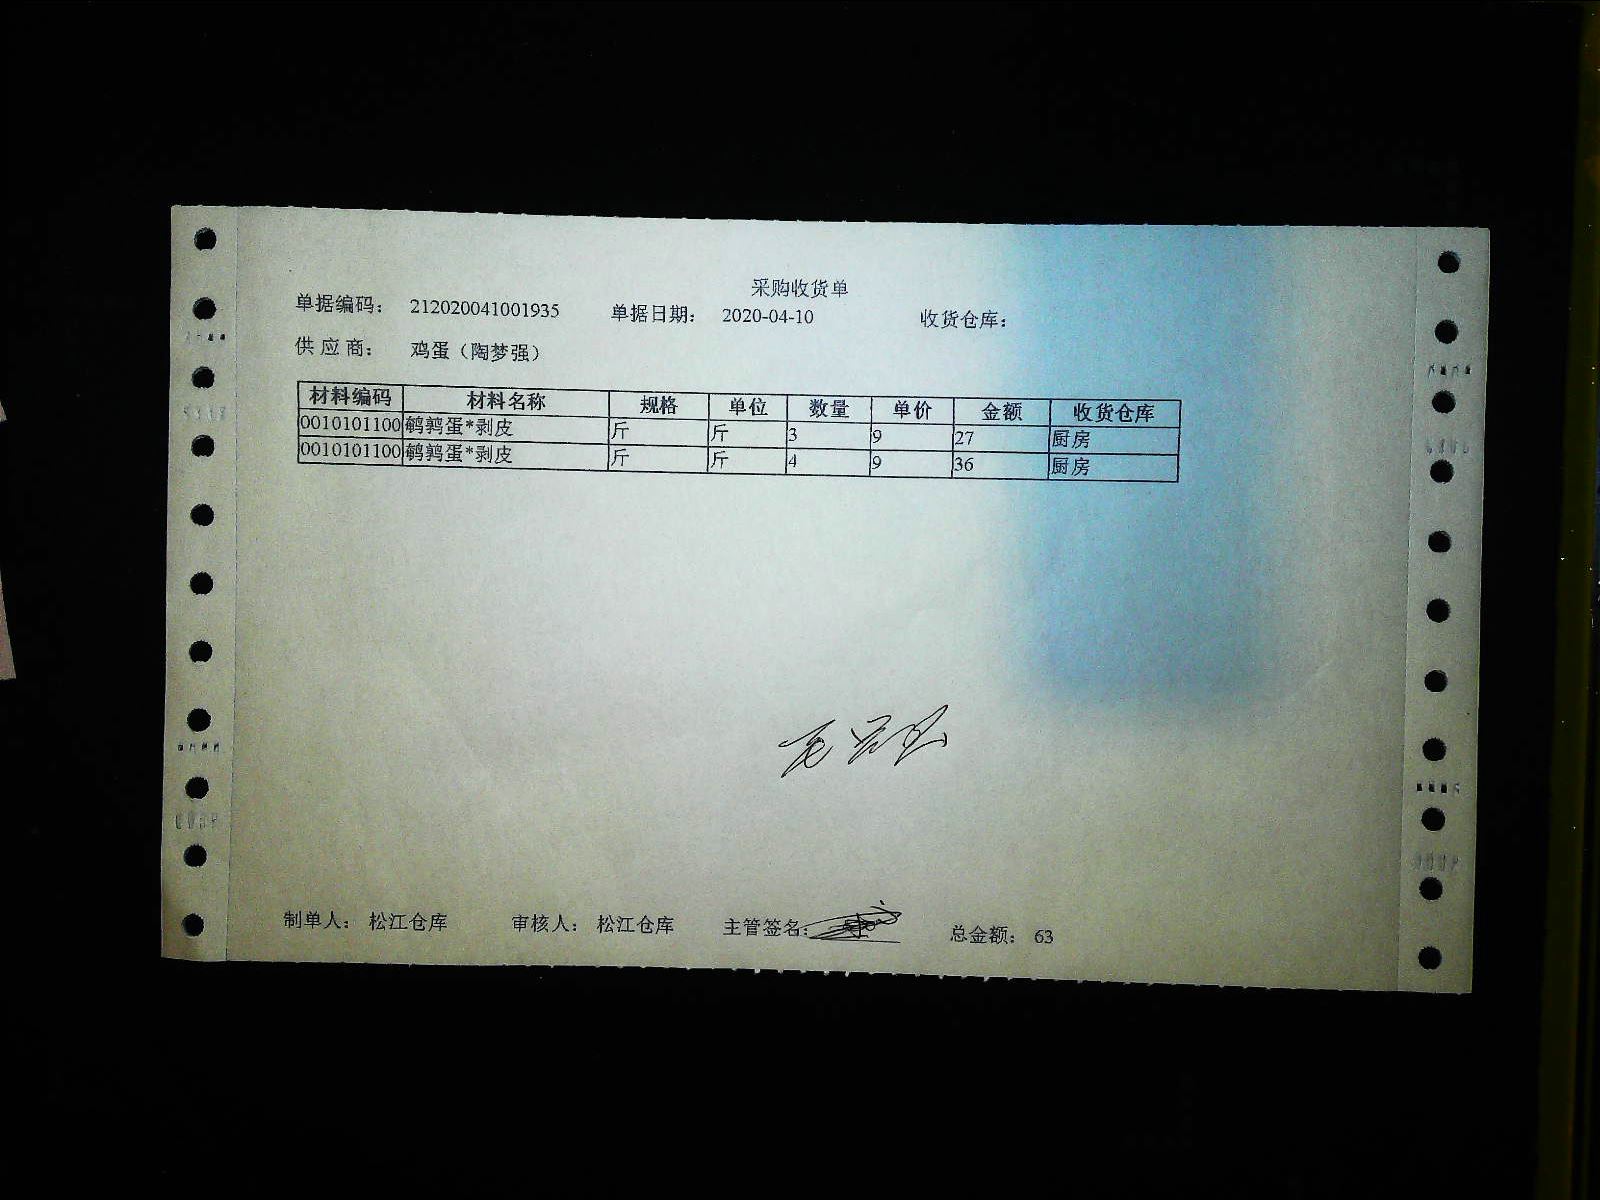 采购收货单
单据编码: 212020041001935 单据日期: 2020-04-10 收货仓库:
供应商: 鸡蛋（陶梦强）
材料编码 材料名称 规格 单位 数量 单价 金额 收货仓库
0010101100 鹌鹑蛋*剥皮 斤 斤 3 9 27 厨房
0010101100 鹌鹑蛋*剥皮 斤 斤 4 9 36 厨房
制单人: 松江仓库 审核人: 松江仓库 主管签名: 总金额: 63